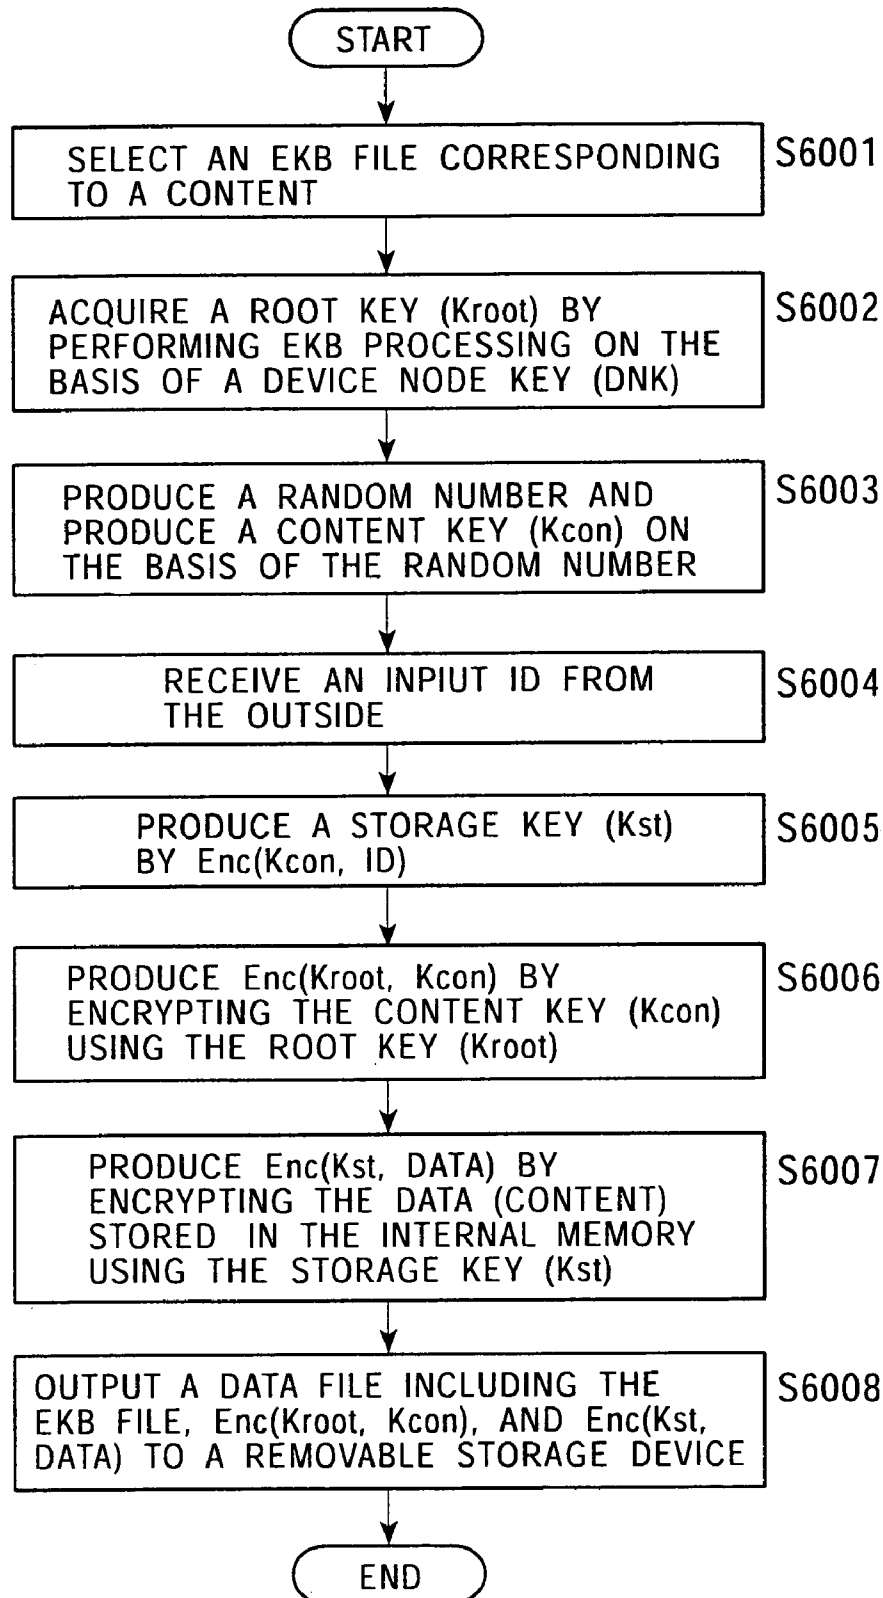 START
SELECT AN EKB FILE CORRESPONDING
TO A CONTENT
S6001
ACQUIRE A ROOT KEY (Kroot) BY
PERFORMING EKB PROCESSING ON THE
BASIS OF A DEVICE NODE KEY (DNK)
S6002
PRODUCE A RANDOM NUMBER AND
PRODUCE A CONTENT KEY (Kcon) ON
THE BASIS OF THE RANDOM NUMBER
S6003
RECEIVE AN INPIUT ID FROM
THE OUTSIDE
S6004
PRODUCE A STORAGE KEY (Kst)
BY Enc(Kcon, ID)
S6005
PRODUCE Enc(Kroot, Kcon) BY
ENCRYPTING THE CONTENT KEY (Kcon)
USING THE ROOT KEY (Kroot)
S6006
PRODUCE Enc(Kst, DATA) BY
ENCRYPTING THE DATA (CONTENT)
STORED IN THE INTERNAL MEMORY
USING THE STORAGE KEY (Kst)
S6007
OUTPUT A DATA FILE INCLUDING THE
EKB FILE, Enc(Kroot, Kcon), AND Enc(Kst,
DATA) TO A REMOVABLE STORAGE DEVICE
S6008
END